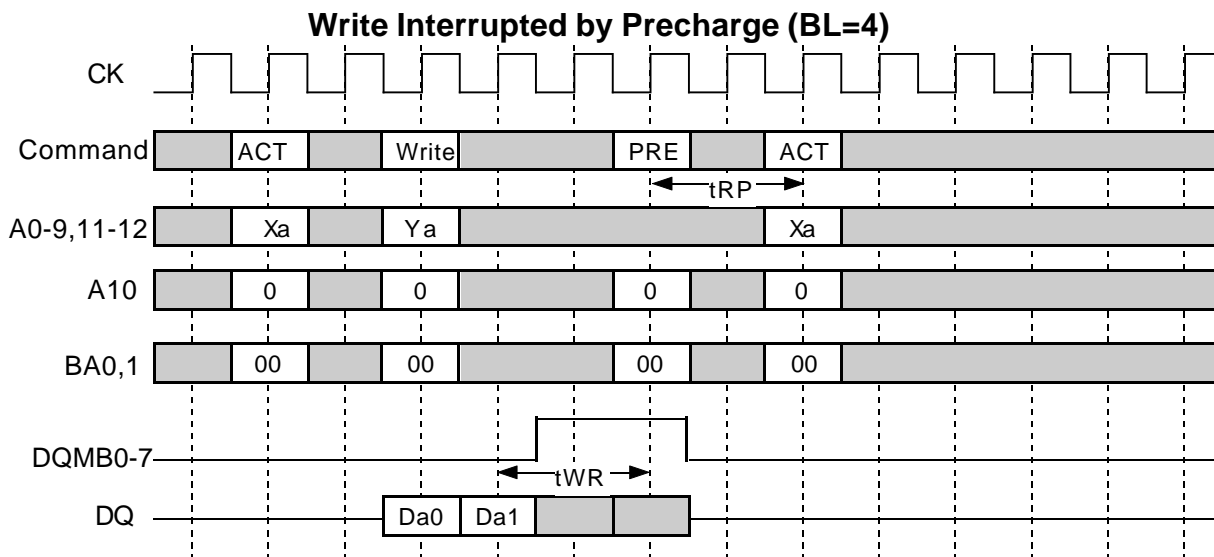 Write Interrupted by Precharge (BL=4)
CK
Command ACT Write PRE ACT
tRP
A0-9,11-12 Xa Ya Xa
A10 0 0 0 0
BA0,1 00 00 00 00
DQMB0-7
tWR
DQ Da0 Da1